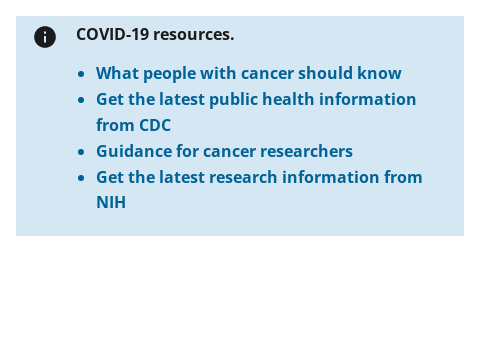 COVID-19 resources.
What people with cancer should know
Get the latest public health information
from CDC
Guidance for cancer researchers
Get the latest research information from
NIH